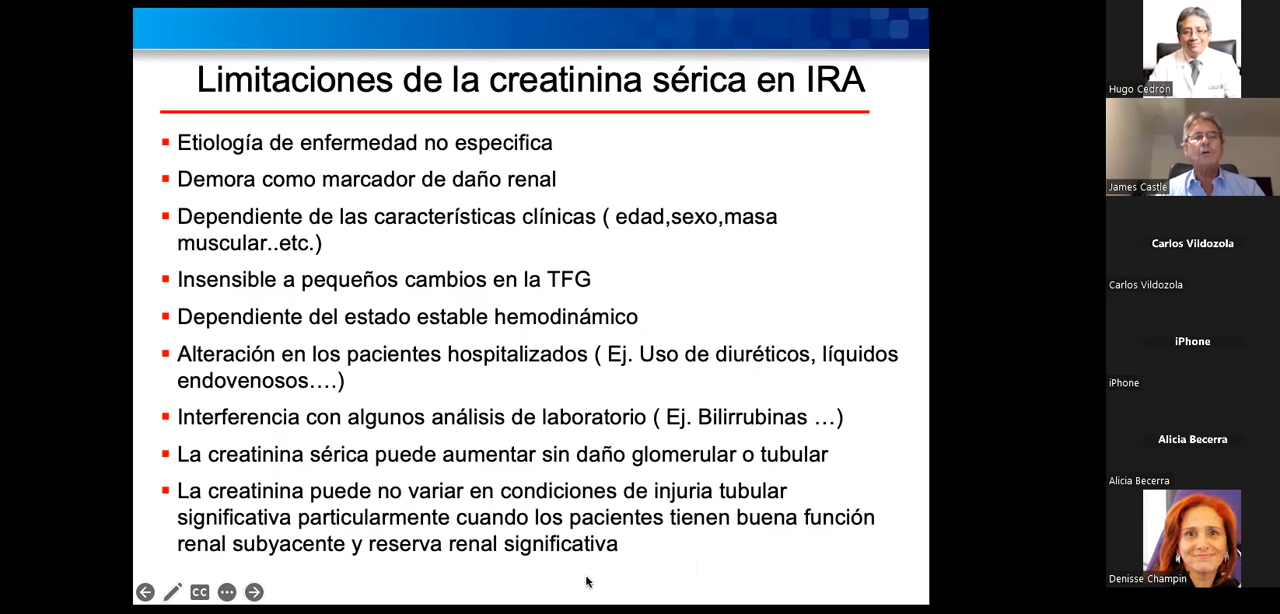 Limitaciones de la creatinina sérica en IRA
Etiología de enfermedad no especifica
Demora como marcador de daño renal
Dependiente de las características clínicas ( edad,sexo,masa
muscular..etc.)
Insensible a pequeños cambios en la TFG
Dependiente del estado estable hemodinámico
Alteración en los pacientes hospitalizados ( Ej. Uso de diuréticos, líquidos
endovenosos….)
Interferencia con algunos análisis de laboratorio ( Ej. Bilirrubinas …)
La creatinina sérica puede aumentar sin daño glomerular o tubular
La creatinina puede no variar en condiciones de injuria tubular
significativa particularmente cuando los pacientes tienen buena función
renal subyacente y reserva renal significativa
CC
Hugo Cedrón
James Castle
Carlos Vildozola
Carlos Vildozola
iPhone
iPhone
Alicia Becerra
Alicia Becerra
Denisse Champin